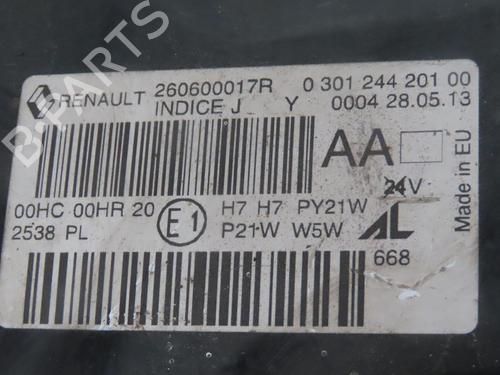 RENAULT 260600017R 0 301 244 201 00
INDICE J Y 0004 28.05.13
AA
24V
Made in EU
00HC 00HR 20 E1 H7 H7 PY21W
2538 PL P21W W5W AL
668
B-PARTS